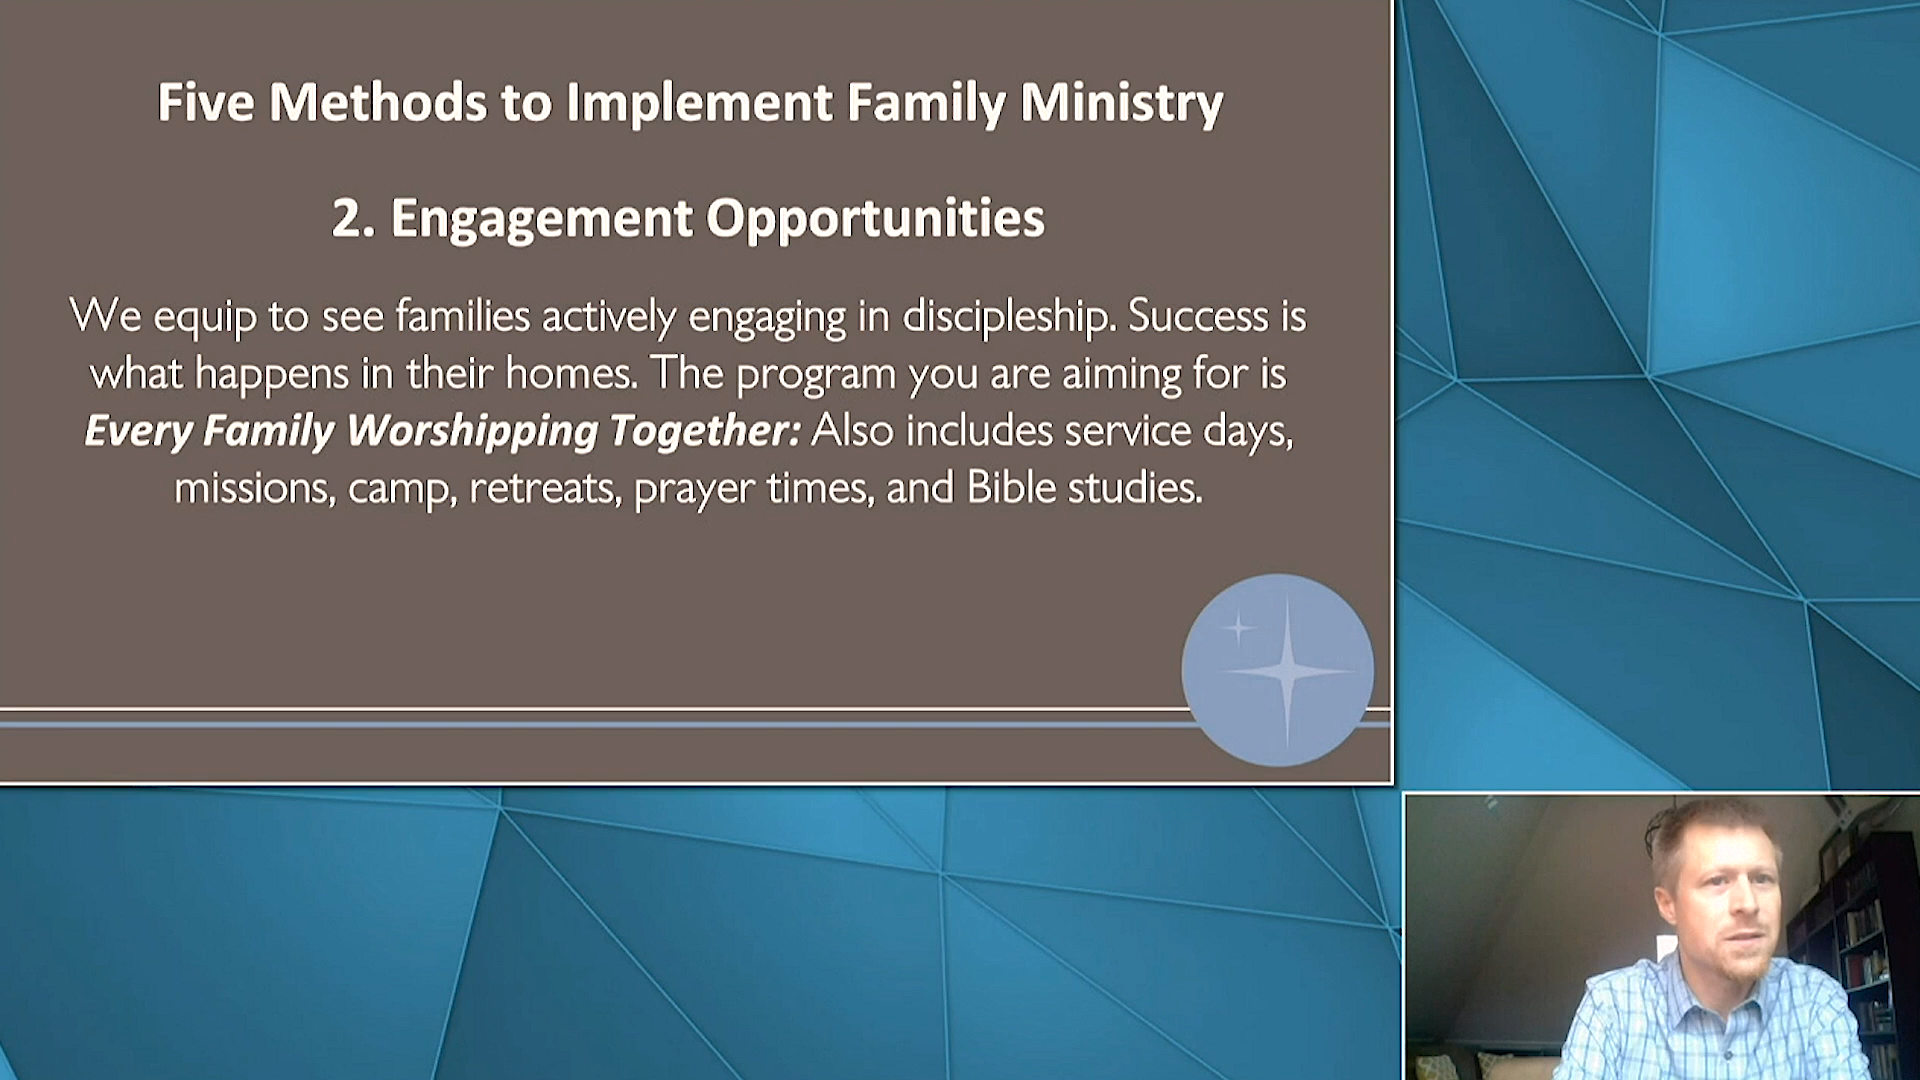 Five Methods to Implement Family Ministry
2. Engagement Opportunities
We equip to see families actively engaging in discipleship. Success is
what happens in their homes. The program you are aiming for is
Every Family Worshipping Together: Also includes service days,
missions, camp, retreats, prayer times, and Bible studies.